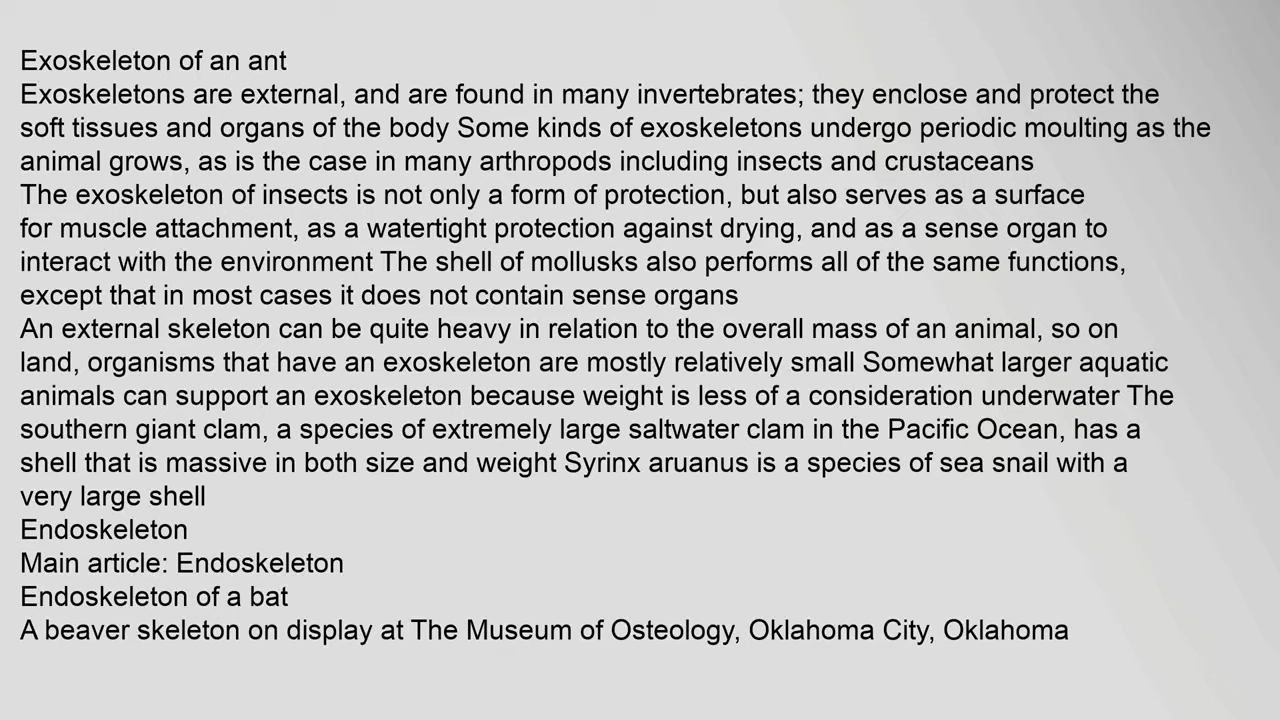 Exoskeleton of an ant
Exoskeletons are external, and are found in many invertebrates; they enclose and protect the
soft tissues and organs of the body Some kinds of exoskeletons undergo periodic moulting as the
animal grows, as is the case in many arthropods including insects and crustaceans
The exoskeleton of insects is not only a form of protection, but also serves as a surface
for muscle attachment, as a watertight protection against drying, and as a sense organ to
interact with the environment The shell of mollusks also performs all of the same functions,
except that in most cases it does not contain sense organs
An external skeleton can be quite heavy in relation to the overall mass of an animal, so on
land, organisms that have an exoskeleton are mostly relatively small Somewhat larger aquatic
animals can support an exoskeleton because weight is less of a consideration underwater The
southern giant clam, a species of extremely large saltwater clam in the Pacific Ocean, has a
shell that is massive in both size and weight Syrinx aruanus is a species of sea snail with a
very large shell
Endoskeleton
Main article: Endoskeleton
Endoskeleton of a bat
A beaver skeleton on display at The Museum of Osteology, Oklahoma City, Oklahoma